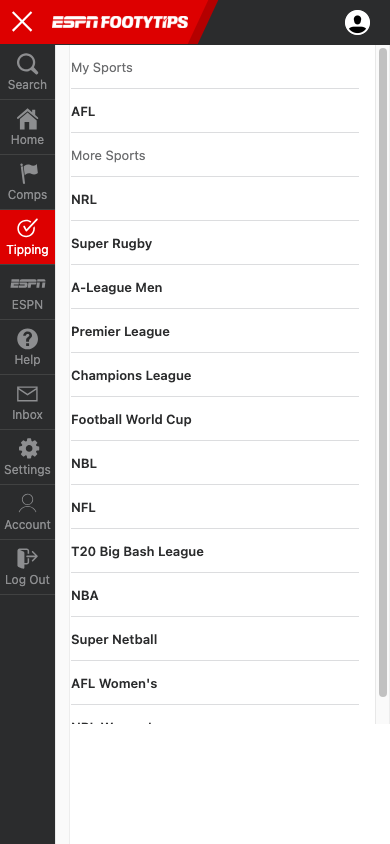 ESPN FOOTYTIPS
Search
Home
Comps
Tipping
ESPN
ESPN
Help
Inbox
Settings
Account
Log Out
My Sports
AFL
More Sports
NRL
Super Rugby
A-League Men
Premier League
Champions League
Football World Cup
NBL
NFL
T20 Big Bash League
NBA
Super Netball
AFL Women's